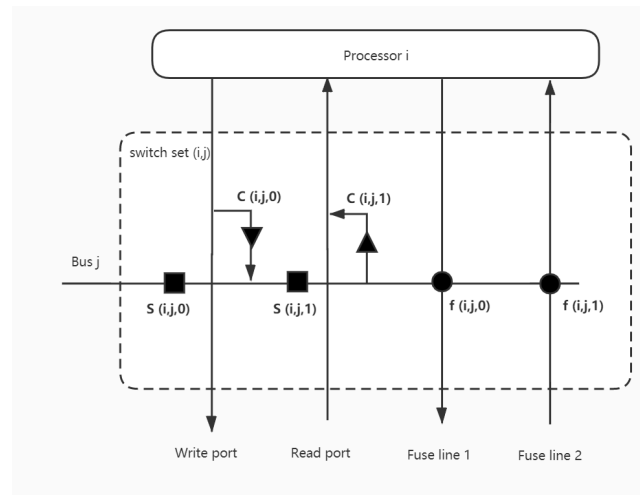 Processor i
switch set (i,j)
C (i,j,0)
C (i,j,1)
Bus j
S (i,j,0)
S (i,j,1)
f (i,j,0)
f (i,j,1)
Write port
Read port
Fuse line 1
Fuse line 2